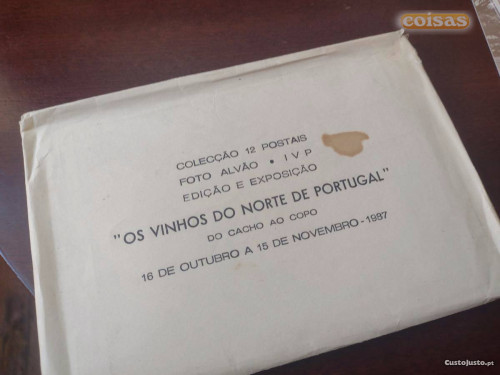 coisas
COLECÇÃO 12 POSTAIS
FOTO ALVÃO • IVP
EDIÇÃO E EXPOSIÇÃO
"OS VINHOS DO NORTE DE PORTUGAL"
DO CACHO AO COPO
16 DE OUTUBRO A 15 DE NOVEMBRO - 1987
CustoJusto.pt